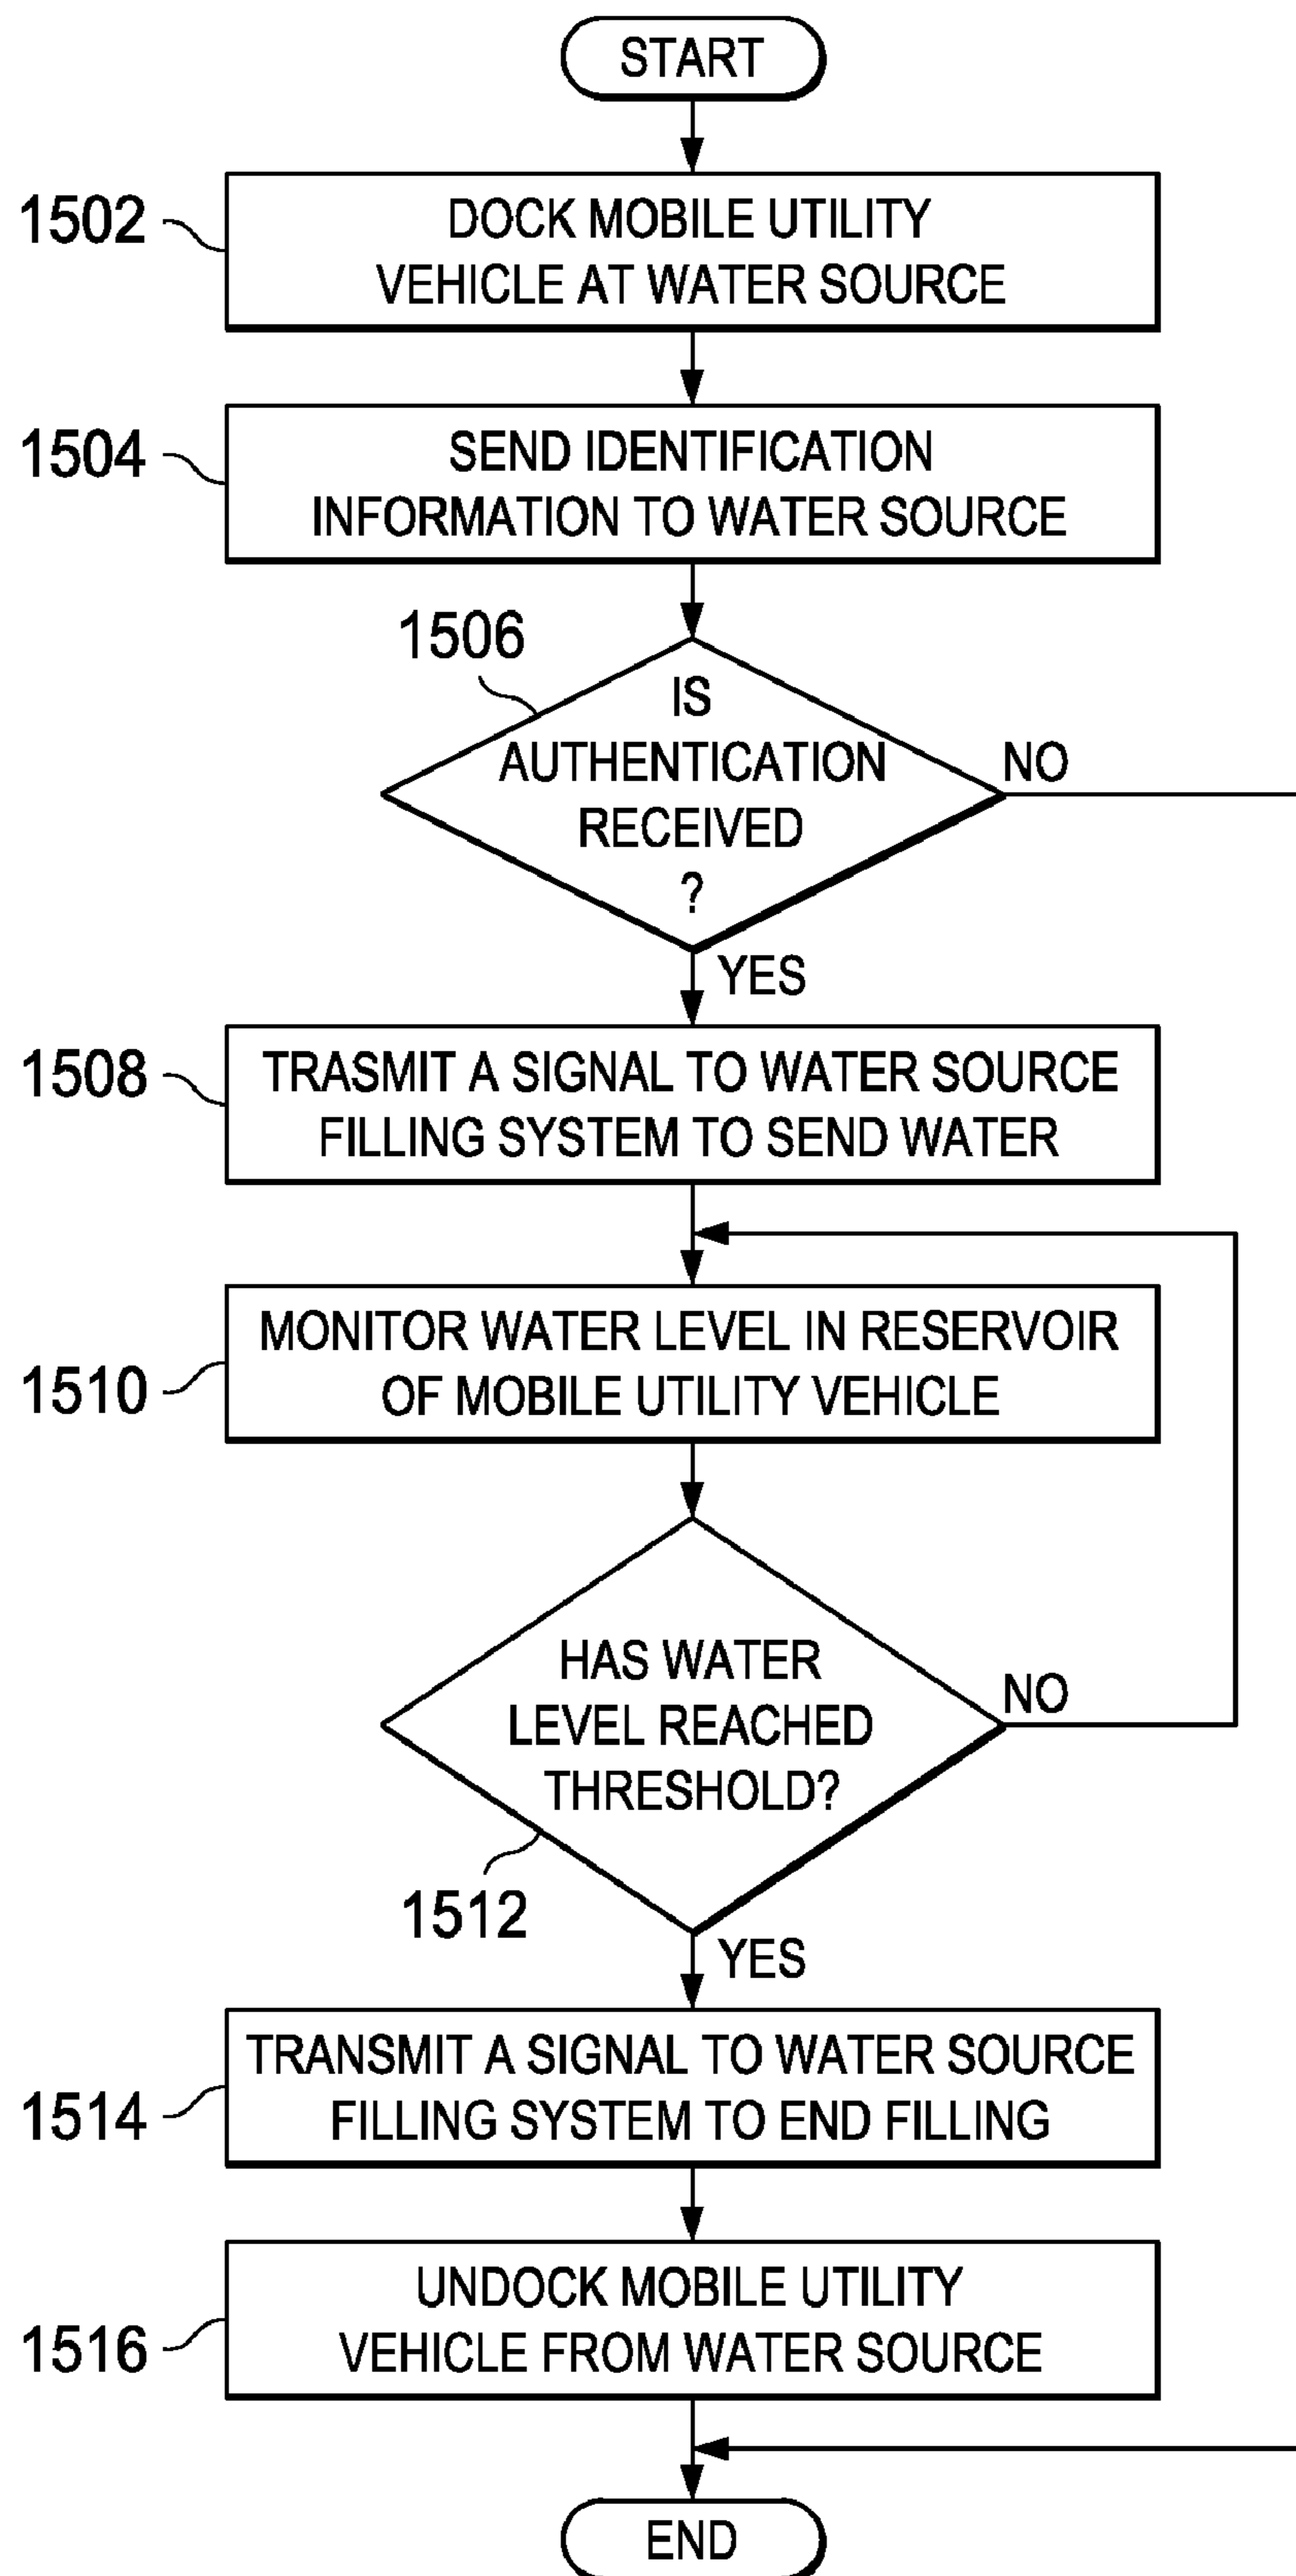 START
1502
DOCK MOBILE UTILITY
VEHICLE AT WATER SOURCE
1504
SEND IDENTIFICATION
INFORMATION TO WATER SOURCE
1506
IS
AUTHENTICATION
RECEIVED
?
NO
YES
1508
TRASMIT A SIGNAL TO WATER SOURCE
FILLING SYSTEM TO SEND WATER
1510
MONITOR WATER LEVEL IN RESERVOIR
OF MOBILE UTILITY VEHICLE
HAS WATER
LEVEL REACHED
THRESHOLD?
NO
1512
YES
1514
TRANSMIT A SIGNAL TO WATER SOURCE
FILLING SYSTEM TO END FILLING
1516
UNDOCK MOBILE UTILITY
VEHICLE FROM WATER SOURCE
END